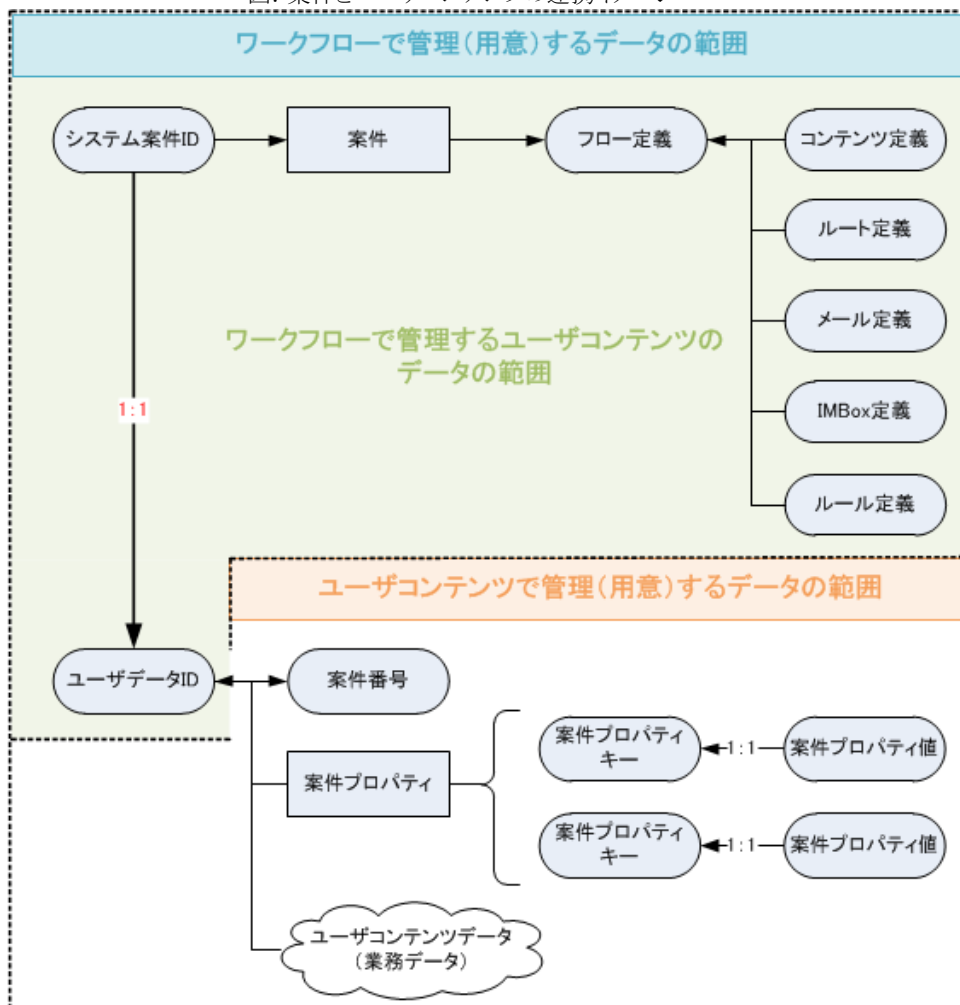 ワークフローで管理(用意)するデータの範囲
システム案件ID
案件
フロー定義
コンテンツ定義
ルート定義
メール定義
IMBox定義
ルール定義
ワークフローで管理するユーザコンテンツの
データの範囲
1:1
ユーザコンテンツで管理(用意)するデータの範囲
ユーザデータID
案件番号
案件プロパティ
案件プロパティ
キー
1:1
案件プロパティ値
案件プロパティ
キー
1:1
案件プロパティ値
ユーザコンテンツデータ
(業務データ)